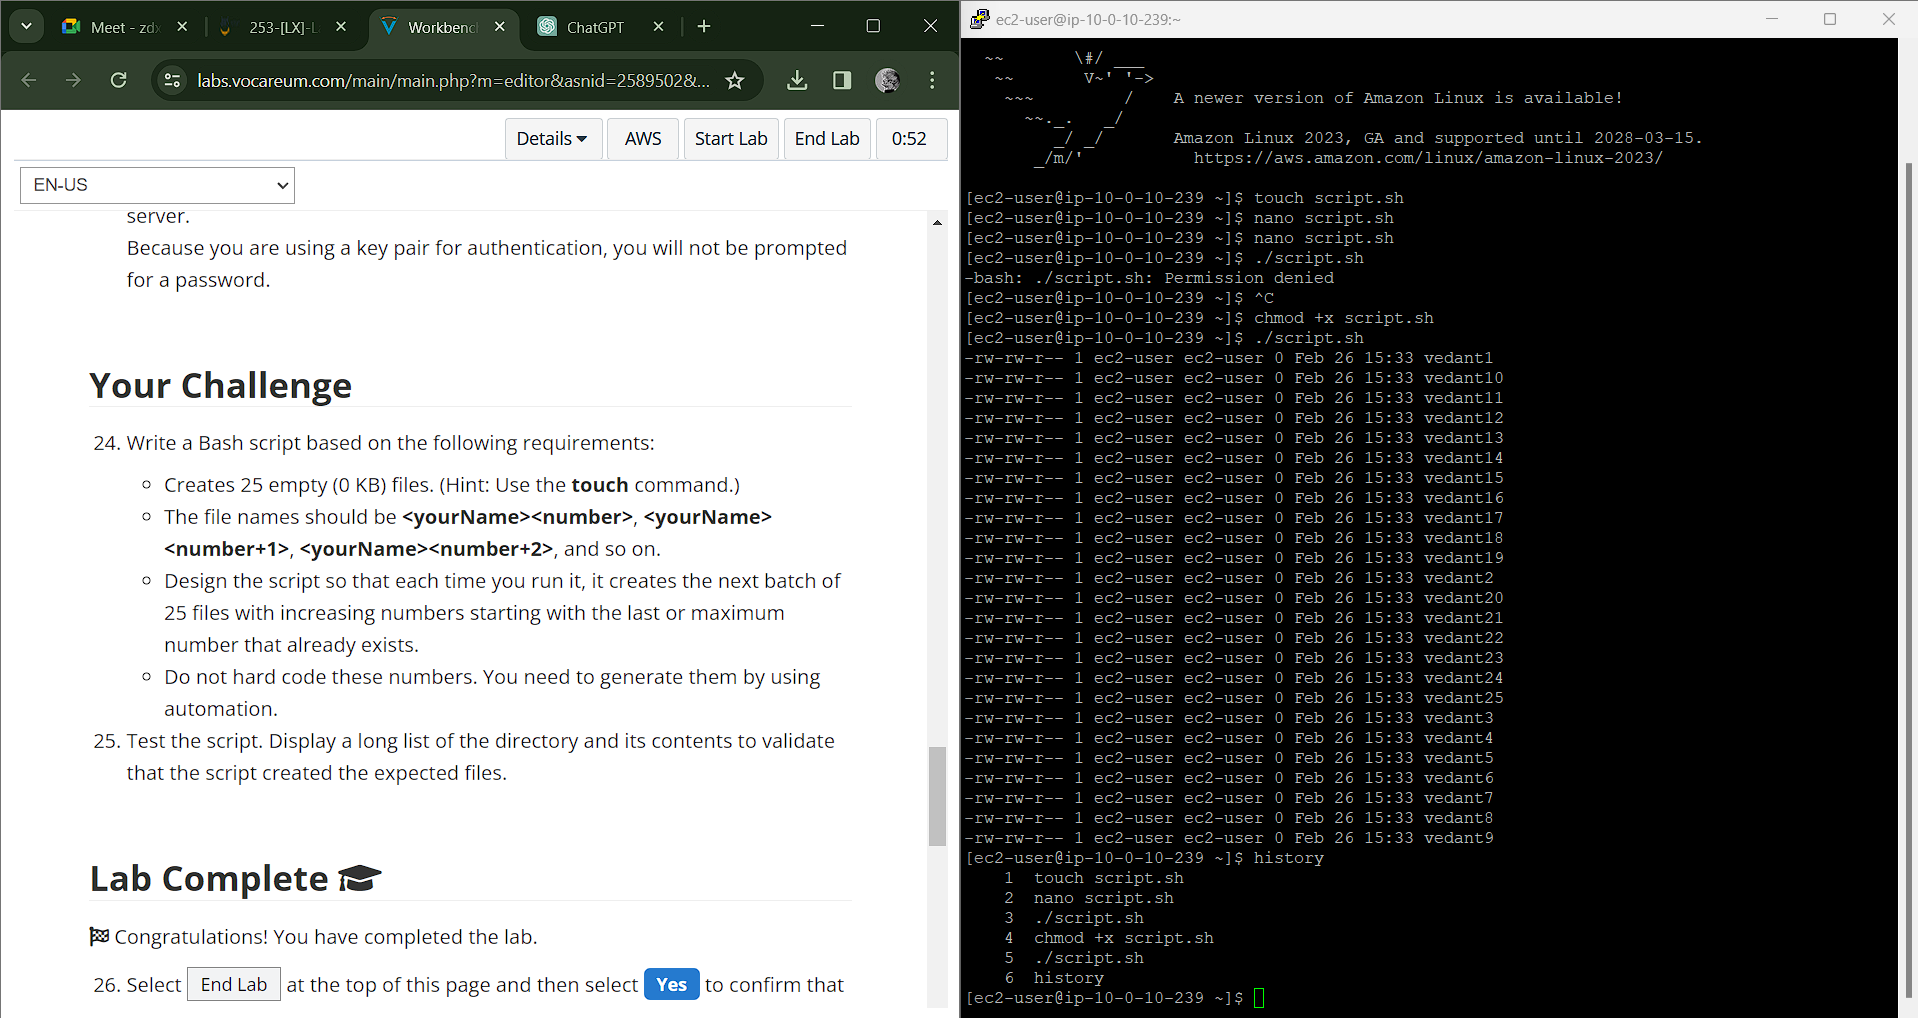 Meet - zdx
253-[LX]-L
Workbenc
ChatGPT
labs.vocareum.com/main/main.php?m=editor&asnid=2589502&...
Details
AWS
Start Lab
End Lab
0:52
EN-US
server.
Because you are using a key pair for authentication, you will not be prompted
for a password.
Your Challenge
24. Write a Bash script based on the following requirements:
Creates 25 empty (0 KB) files. (Hint: Use the touch command.)
The file names should be <yourName><number>, <yourName>
<number+1>, <yourName><number+2>, and so on.
Design the script so that each time you run it, it creates the next batch of
25 files with increasing numbers starting with the last or maximum
number that already exists.
Do not hard code these numbers. You need to generate them by using
automation.
25. Test the script. Display a long list of the directory and its contents to validate
that the script created the expected files.
Lab Complete
Congratulations! You have completed the lab.
26. Select End Lab at the top of this page and then select Yes to confirm that
ec2-user@ip-10-0-10-239:~
~~       \#/ ___
~~       V~' '->
~~~         /    A newer version of Amazon Linux is available!
~~._.   _/
_/ _/       Amazon Linux 2023, GA and supported until 2028-03-15.
_/m/'           https://aws.amazon.com/linux/amazon-linux-2023/
[ec2-user@ip-10-0-10-239 ~]$ touch script.sh
[ec2-user@ip-10-0-10-239 ~]$ nano script.sh
[ec2-user@ip-10-0-10-239 ~]$ nano script.sh
[ec2-user@ip-10-0-10-239 ~]$ ./script.sh
-bash: ./script.sh: Permission denied
[ec2-user@ip-10-0-10-239 ~]$ ^C
[ec2-user@ip-10-0-10-239 ~]$ chmod +x script.sh
[ec2-user@ip-10-0-10-239 ~]$ ./script.sh
-rw-rw-r-- 1 ec2-user ec2-user 0 Feb 26 15:33 vedant1
-rw-rw-r-- 1 ec2-user ec2-user 0 Feb 26 15:33 vedant10
-rw-rw-r-- 1 ec2-user ec2-user 0 Feb 26 15:33 vedant11
-rw-rw-r-- 1 ec2-user ec2-user 0 Feb 26 15:33 vedant12
-rw-rw-r-- 1 ec2-user ec2-user 0 Feb 26 15:33 vedant13
-rw-rw-r-- 1 ec2-user ec2-user 0 Feb 26 15:33 vedant14
-rw-rw-r-- 1 ec2-user ec2-user 0 Feb 26 15:33 vedant15
-rw-rw-r-- 1 ec2-user ec2-user 0 Feb 26 15:33 vedant16
-rw-rw-r-- 1 ec2-user ec2-user 0 Feb 26 15:33 vedant17
-rw-rw-r-- 1 ec2-user ec2-user 0 Feb 26 15:33 vedant18
-rw-rw-r-- 1 ec2-user ec2-user 0 Feb 26 15:33 vedant19
-rw-rw-r-- 1 ec2-user ec2-user 0 Feb 26 15:33 vedant2
-rw-rw-r-- 1 ec2-user ec2-user 0 Feb 26 15:33 vedant20
-rw-rw-r-- 1 ec2-user ec2-user 0 Feb 26 15:33 vedant21
-rw-rw-r-- 1 ec2-user ec2-user 0 Feb 26 15:33 vedant22
-rw-rw-r-- 1 ec2-user ec2-user 0 Feb 26 15:33 vedant23
-rw-rw-r-- 1 ec2-user ec2-user 0 Feb 26 15:33 vedant24
-rw-rw-r-- 1 ec2-user ec2-user 0 Feb 26 15:33 vedant25
-rw-rw-r-- 1 ec2-user ec2-user 0 Feb 26 15:33 vedant3
-rw-rw-r-- 1 ec2-user ec2-user 0 Feb 26 15:33 vedant4
-rw-rw-r-- 1 ec2-user ec2-user 0 Feb 26 15:33 vedant5
-rw-rw-r-- 1 ec2-user ec2-user 0 Feb 26 15:33 vedant6
-rw-rw-r-- 1 ec2-user ec2-user 0 Feb 26 15:33 vedant7
-rw-rw-r-- 1 ec2-user ec2-user 0 Feb 26 15:33 vedant8
-rw-rw-r-- 1 ec2-user ec2-user 0 Feb 26 15:33 vedant9
[ec2-user@ip-10-0-10-239 ~]$ history
1  touch script.sh
2  nano script.sh
3  ./script.sh
4  chmod +x script.sh
5  ./script.sh
6  history
[ec2-user@ip-10-0-10-239 ~]$